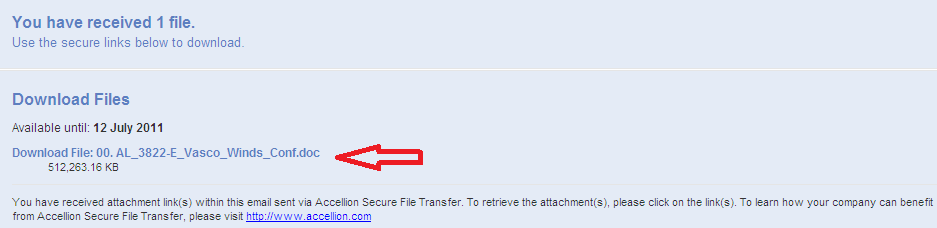 You have received 1 file.
Use the secure links below to download.
Download Files
Available until: 12 July 2011
Download File: 00. AL_3822-E_Vasco_Winds_Conf.doc
512,263.16 KB
You have received attachment link(s) within this email sent via Accellion Secure File Transfer. To retrieve the attachment(s), please click on the link(s). To learn how your company can benefit
from Accellion Secure File Transfer, please visit http://www.accellion.com